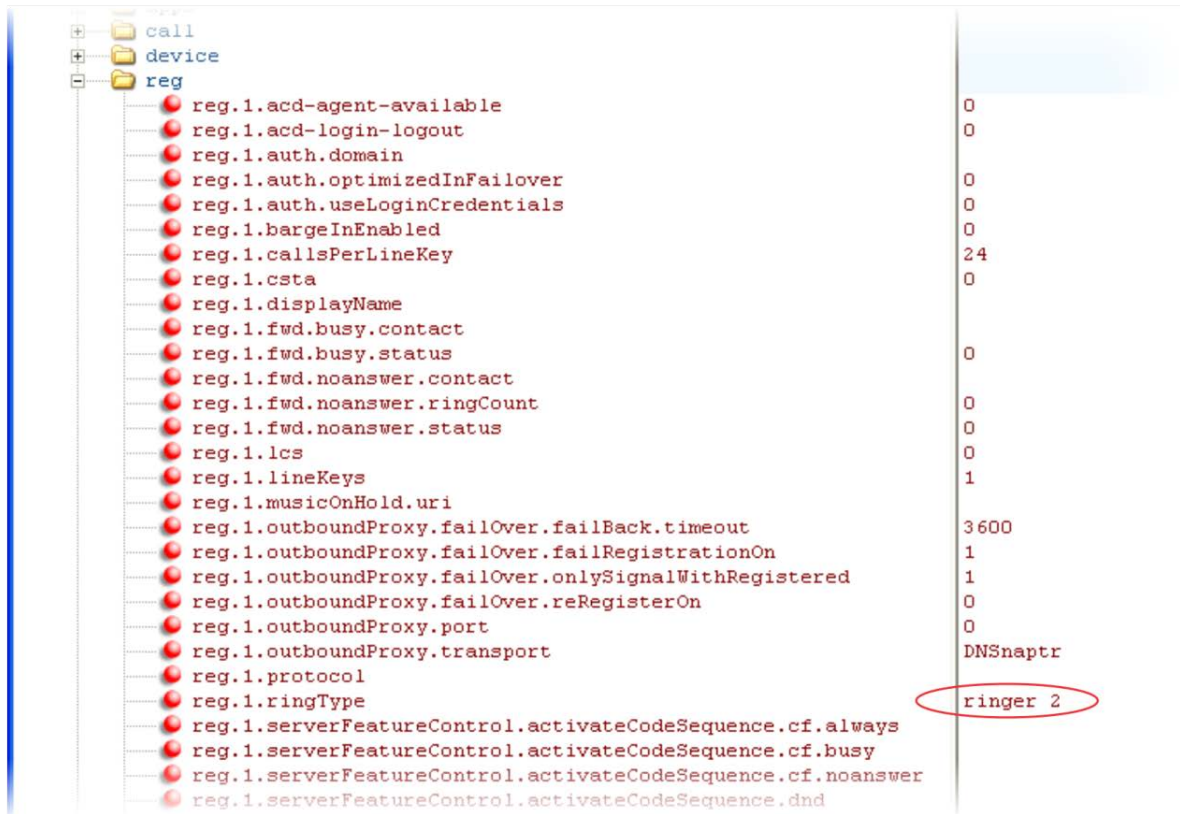 call
device
reg
reg.1.acd-agent-available 0
reg.1.acd-login-logout 0
reg.1.auth.domain
reg.1.auth.optimizedInFailover 0
reg.1.auth.useLoginCredentials 0
reg.1.bargeInEnabled 0
reg.1.callsPerLineKey 24
reg.1.csta 0
reg.1.displayName
reg.1.fwd.busy.contact
reg.1.fwd.busy.status 0
reg.1.fwd.noanswer.contact
reg.1.fwd.noanswer.ringCount 0
reg.1.fwd.noanswer.status 0
reg.1.lcs 0
reg.1.lineKeys 1
reg.1.musicOnHold.uri
reg.1.outboundProxy.failOver.failBack.timeout 3600
reg.1.outboundProxy.failOver.failRegistrationOn 1
reg.1.outboundProxy.failOver.onlySignalWithRegistered 1
reg.1.outboundProxy.failOver.reRegisterOn 0
reg.1.outboundProxy.port 0
reg.1.outboundProxy.transport DNSnaptr
reg.1.protocol
reg.1.ringType ringer 2
reg.1.serverFeatureControl.activateCodeSequence.cf.always
reg.1.serverFeatureControl.activateCodeSequence.cf.busy
reg.1.serverFeatureControl.activateCodeSequence.cf.noanswer
reg.1.serverFeatureControl.activateCodeSequence.dnd